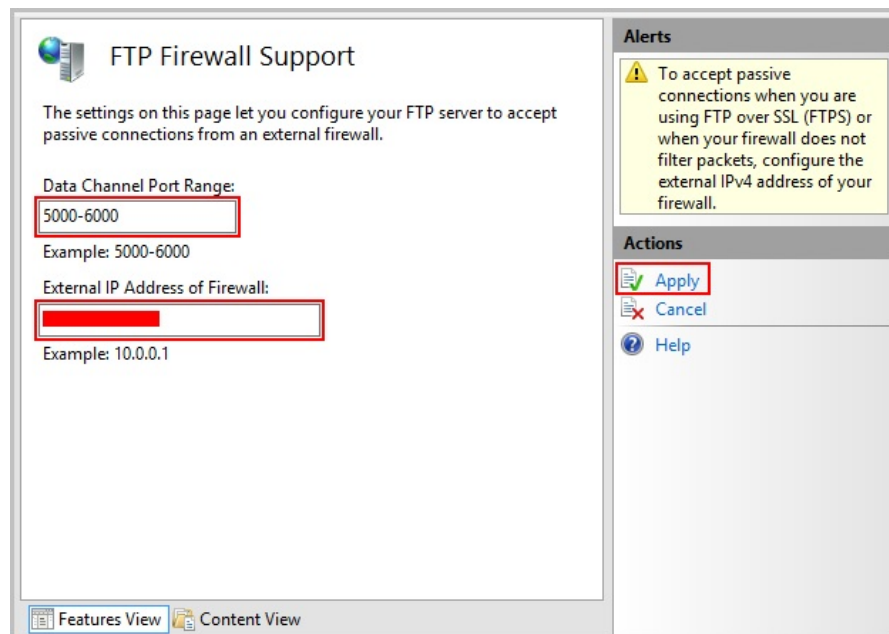 FTP Firewall Support
The settings on this page let you configure your FTP server to accept
passive connections from an external firewall.
Data Channel Port Range:
5000-6000
Example: 5000-6000
External IP Address of Firewall:
Example: 10.0.0.1
Features View
Content View
Alerts
To accept passive
connections when you are
using FTP over SSL (FTPS) or
when your firewall does not
filter packets, configure the
external IPv4 address of your
firewall.
Actions
Apply
Cancel
Help